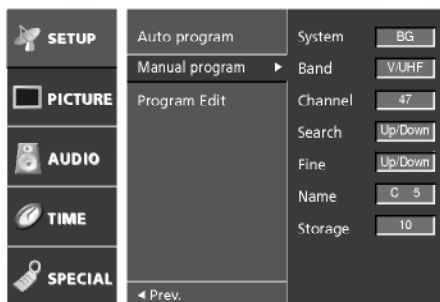 SETUP
PICTURE
AUDIO
TIME
SPECIAL
Auto program
Manual program ▶
Program Edit
◀ Prev.
System BG
Band V/UHF
Channel 47
Search Up/Down
Fine Up/Down
Name C 5
Storage 10